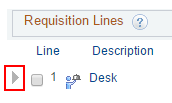 Requisition Lines ?
Line Description
1 Desk